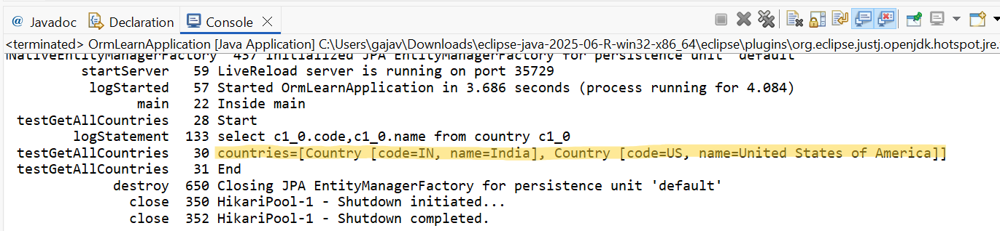 @ Javadoc Declaration Console
<terminated> OrmLearnApplication [Java Application] C:\Users\gajav\Downloads\eclipse-java-2025-06-R-win32-x86_64\eclipse\plugins\org.eclipse.justj.openjdk.hotspot.jre.
NativeEntityManagerFactory 457 Initialized JPA EntityManagerFactory for persistence unit 'default'
startServer 59 LiveReload server is running on port 35729
logStarted 57 Started OrmLearnApplication in 3.686 seconds (process running for 4.084)
main 22 Inside main
testGetAllCountries 28 Start
logStatement 133 select c1_0.code,c1_0.name from country c1_0
testGetAllCountries 30 countries=[Country [code=IN, name=India], Country [code=US, name=United States of America]]
testGetAllCountries 31 End
destroy 650 Closing JPA EntityManagerFactory for persistence unit 'default'
close 350 HikariPool-1 - Shutdown initiated...
close 352 HikariPool-1 - Shutdown completed.